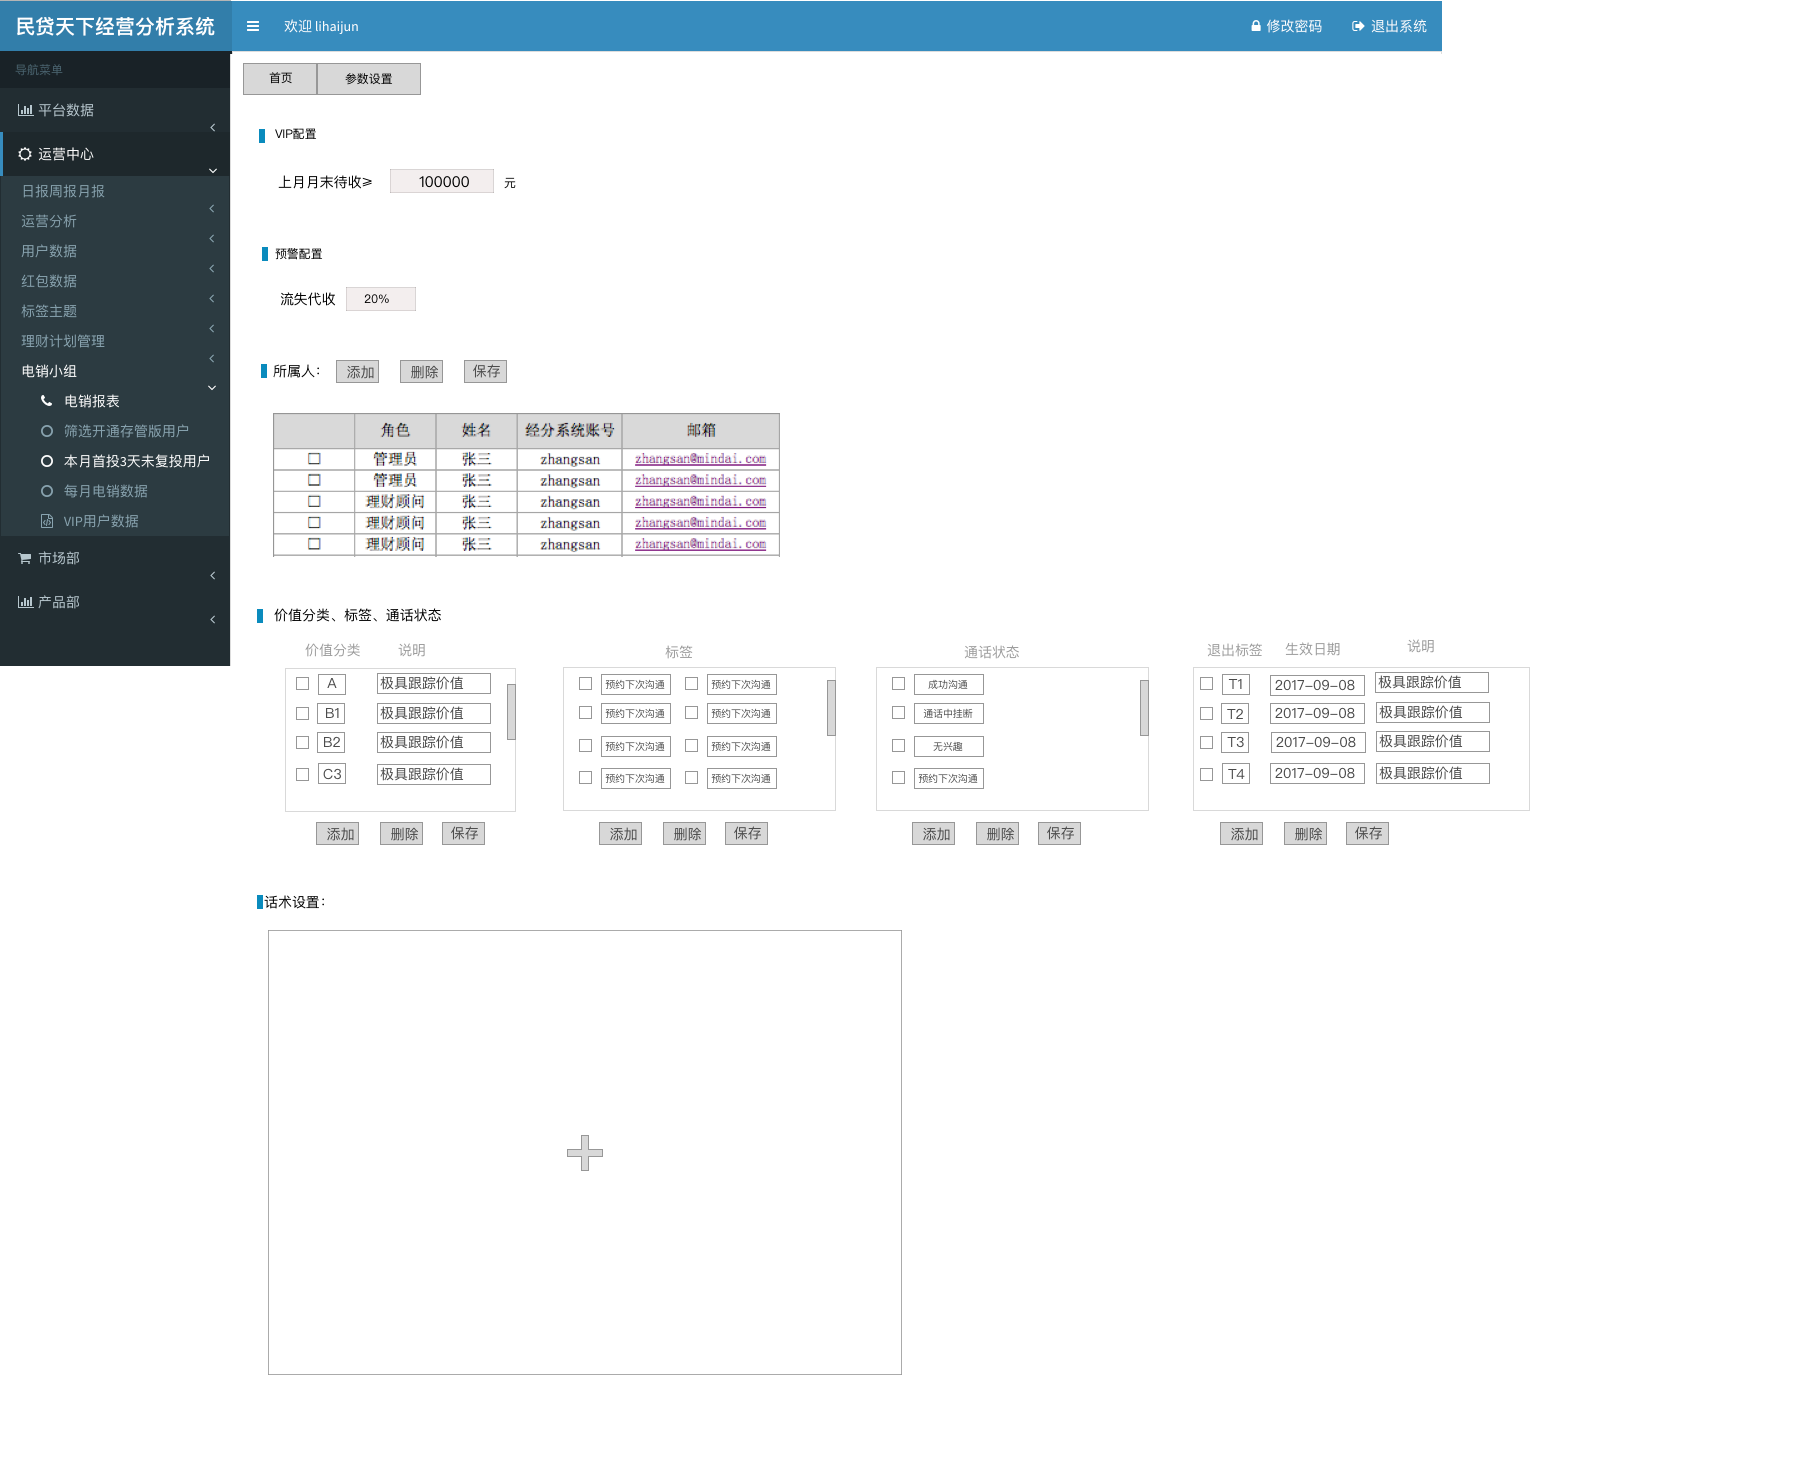 民贷天下经营分析系统
欢迎 lihaijun
修改密码
退出系统
导航菜单
平台数据
运营中心
日报周报月报
运营分析
用户数据
红包数据
标签主题
理财计划管理
电销小组
电销报表
筛选开通存管版用户
本月首投3天未复投用户
每月电销数据
VIP用户数据
市场部
产品部
首页 参数设置
VIP配置
上月月末待收≥ 100000 元
预警配置
流失代收 20%
所属人： 添加 删除 保存
角色 姓名 经分系统账号 邮箱
管理员 张三 zhangsan zhangsan@mindai.com
管理员 张三 zhangsan zhangsan@mindai.com
理财顾问 张三 zhangsan zhangsan@mindai.com
理财顾问 张三 zhangsan zhangsan@mindai.com
理财顾问 张三 zhangsan zhangsan@mindai.com
价值分类、标签、通话状态
价值分类 说明
A 极具跟踪价值
B1 极具跟踪价值
B2 极具跟踪价值
C3 极具跟踪价值
添加 删除 保存
标签
预约下次沟通 预约下次沟通
预约下次沟通 预约下次沟通
预约下次沟通 预约下次沟通
预约下次沟通 预约下次沟通
添加 删除 保存
通话状态
成功沟通
通话中挂断
无兴趣
预约下次沟通
添加 删除 保存
退出标签 生效日期 说明
T1 2017-09-08 极具跟踪价值
T2 2017-09-08 极具跟踪价值
T3 2017-09-08 极具跟踪价值
T4 2017-09-08 极具跟踪价值
添加 删除 保存
话术设置：